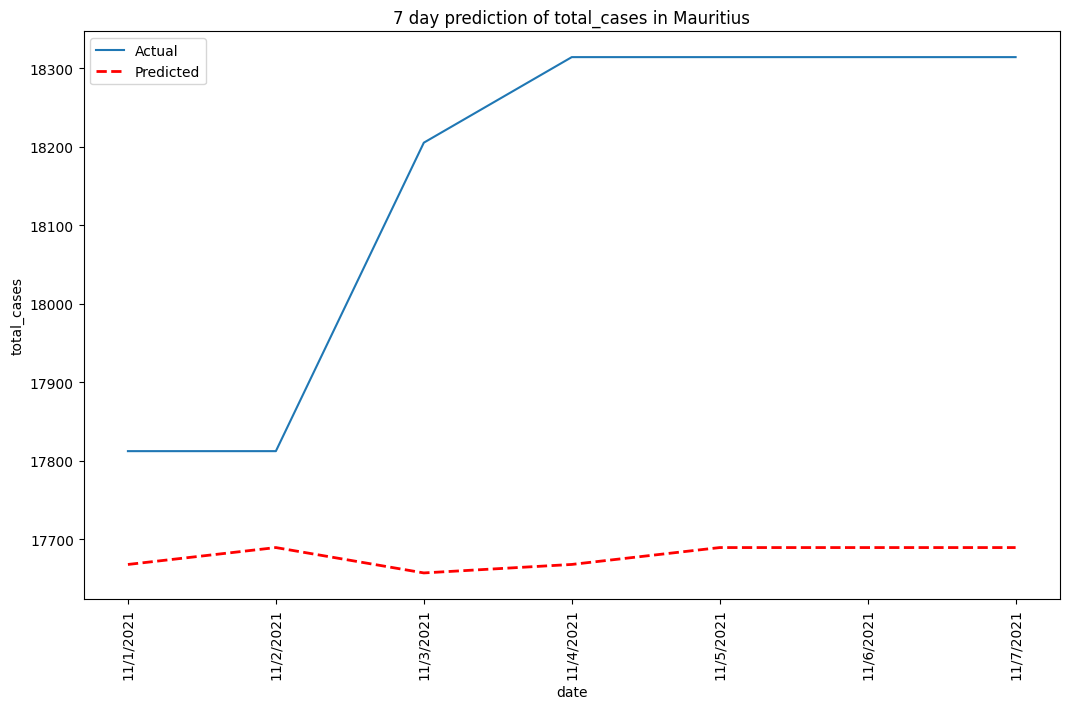 7 day prediction of total_cases in Mauritius
Actual
Predicted
18300
18200
18100
18000
17900
17800
17700
total_cases
11/1/2021
11/2/2021
11/3/2021
11/4/2021
11/5/2021
11/6/2021
11/7/2021
date